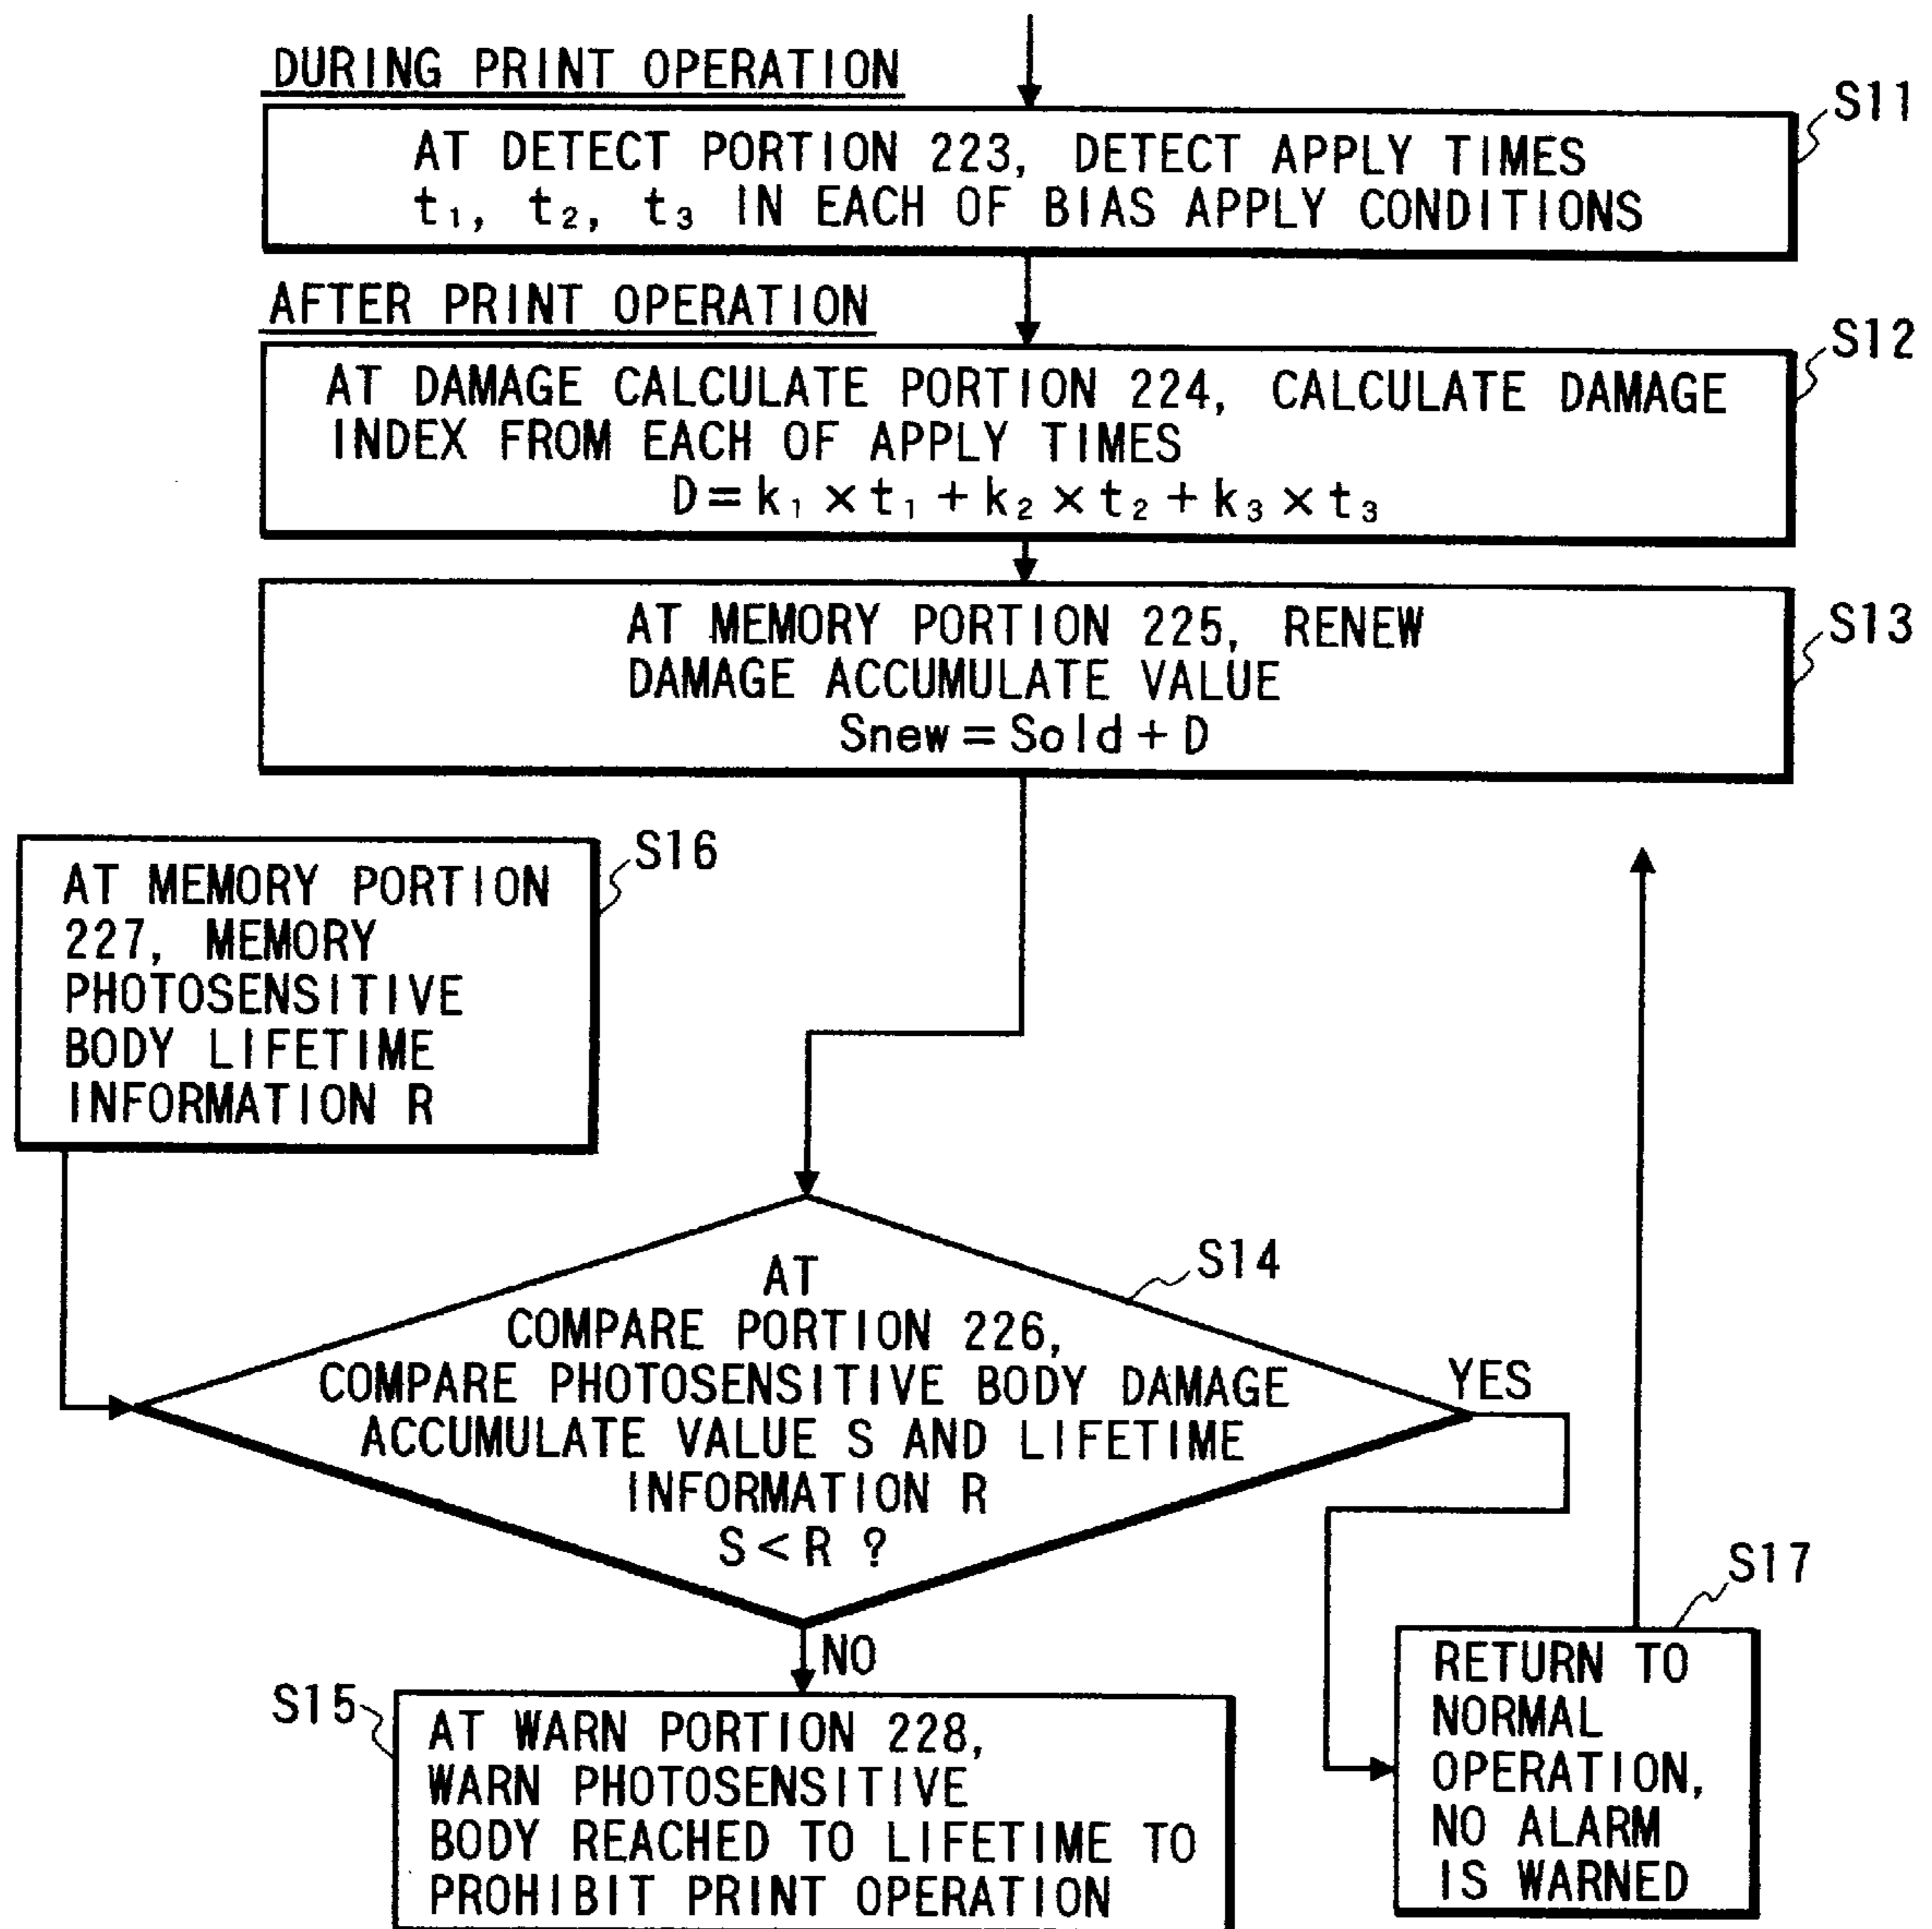 DURING PRINT OPERATION
S11
AT DETECT PORTION 223, DETECT APPLY TIMES
t₁, t₂, t₃ IN EACH OF BIAS APPLY CONDITIONS
AFTER PRINT OPERATION
S12
AT DAMAGE CALCULATE PORTION 224, CALCULATE DAMAGE
INDEX FROM EACH OF APPLY TIMES
D=k₁×t₁+k₂×t₂+k₃×t₃
S13
AT MEMORY PORTION 225, RENEW
DAMAGE ACCUMULATE VALUE
Snew=Sold+D
S16
AT MEMORY PORTION
227, MEMORY
PHOTOSENSITIVE
BODY LIFETIME
INFORMATION R
S14
AT
COMPARE PORTION 226,
COMPARE PHOTOSENSITIVE BODY DAMAGE
ACCUMULATE VALUE S AND LIFETIME
INFORMATION R
S<R ?
YES
NO
S15
AT WARN PORTION 228,
WARN PHOTOSENSITIVE
BODY REACHED TO LIFETIME TO
PROHIBIT PRINT OPERATION
S17
RETURN TO
NORMAL
OPERATION,
NO ALARM
IS WARNED